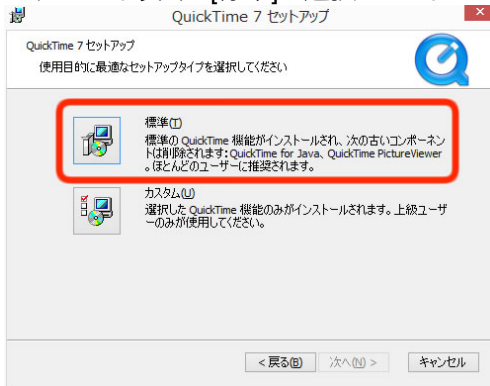 QuickTime 7 セットアップ
QuickTime 7 セットアップ
使用目的に最適なセットアップタイプを選択してください
標準(T)
標準の QuickTime 機能がインストールされ、次の古いコンポーネン
トは削除されます：QuickTime for Java、QuickTime PictureViewer
。ほとんどのユーザーに推奨されます。
カスタム(U)
選択した QuickTime 機能のみがインストールされます。上級ユーザ
ーのみが使用してください。
< 戻る(B) 次へ(N) > キャンセル